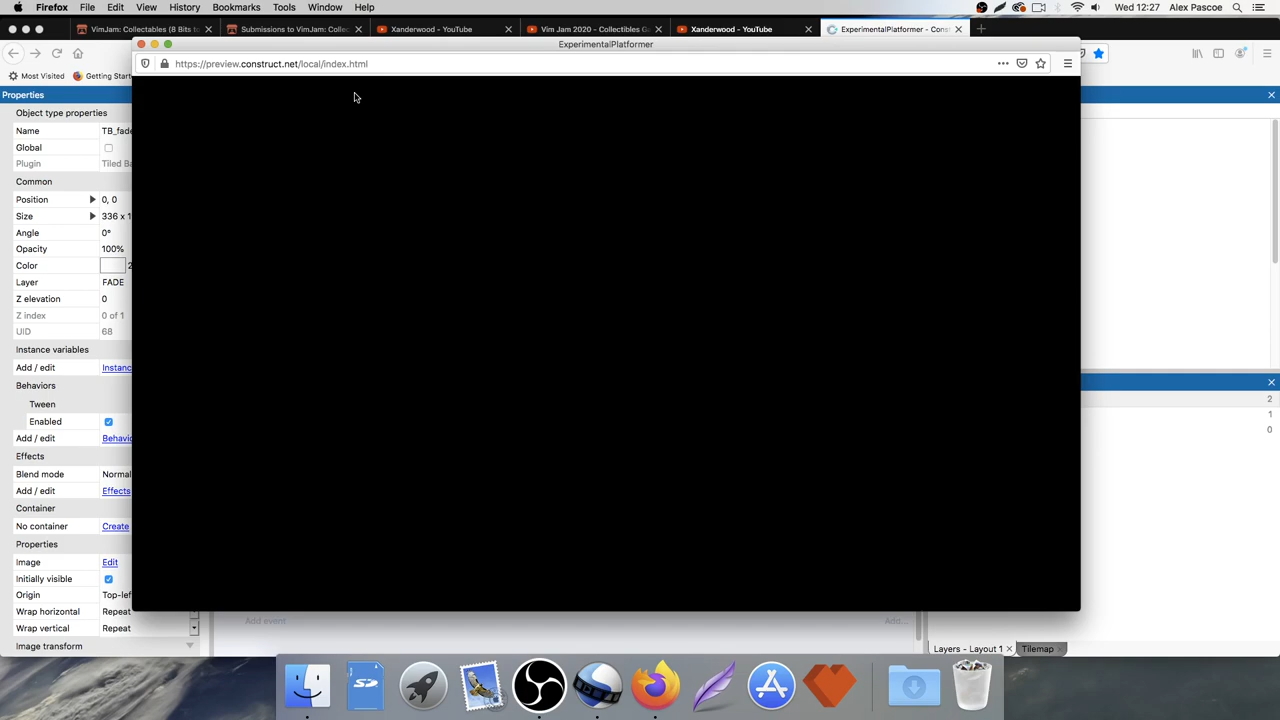 Firefox File Edit View History Bookmarks Tools Window Help Wed 12:27 Alex Pascoe
VimJam: Collectables (8 Bits to
Submissions to VimJam: Collec
Xanderwood - YouTube
Vim Jam 2020 - Collectibles Ga
Xanderwood - YouTube
ExperimentalPlatformer - Cons
ExperimentalPlatformer
https://preview.construct.net/local/index.html
Most Visited
Getting Start
Properties
Object type properties
Name TB_fade
Global
Plugin Tiled Ba
Common
Position 0, 0
Size 336 x 1
Angle 0°
Opacity 100%
Color 2
Layer FADE
Z elevation 0
Z index 0 of 1
UID 68
Instance variables
Add / edit Instanc
Behaviors
Tween
Enabled
Add / edit Behavio
Effects
Blend mode Normal
Add / edit Effects
Container
No container Create
Properties
Image Edit
Initially visible
Origin Top-lef
Wrap horizontal Repeat
Wrap vertical Repeat
Image transform
2
1
0
Add event
Add...
Layers - Layout 1
Tilemap
SD